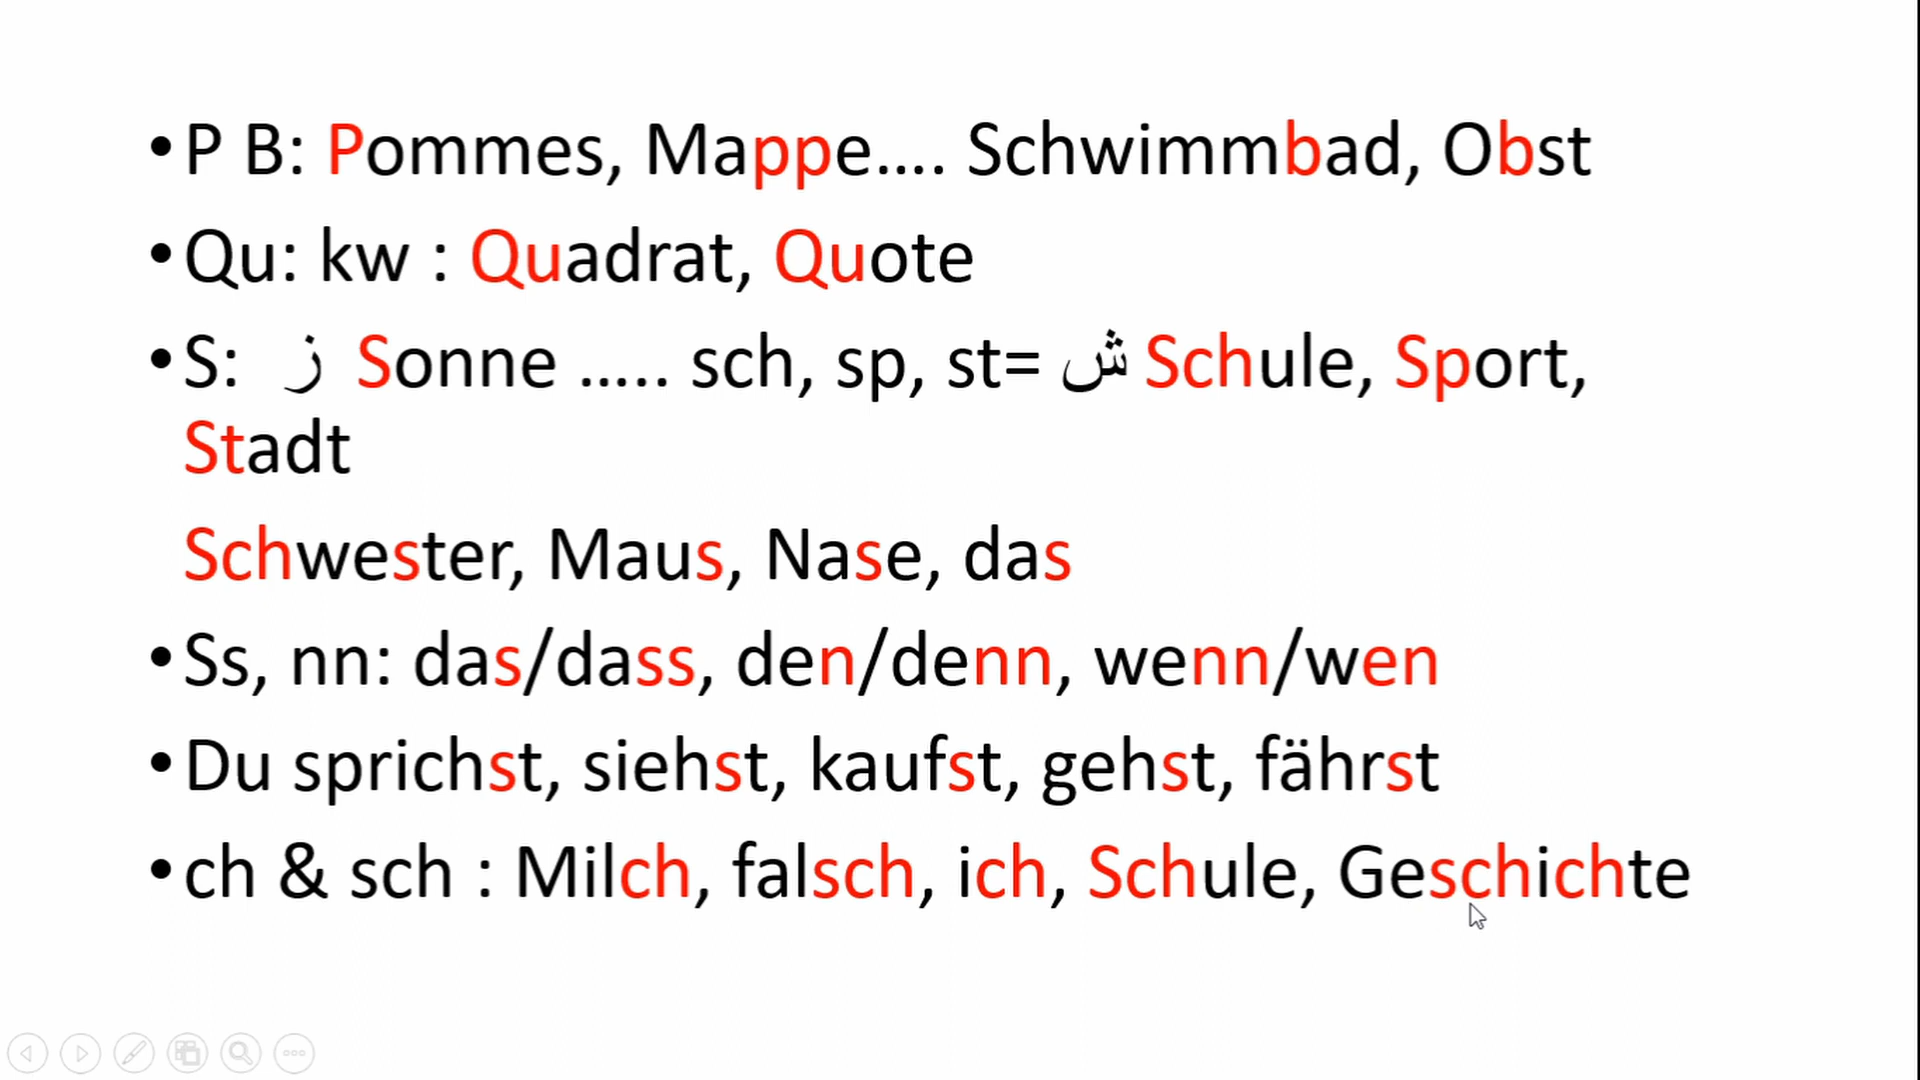 • P B: Pommes, Mappe…. Schwimmbad, Obst
• Qu: kw : Quadrat, Quote
• S: ز Sonne ….. sch, sp, st= ش Schule, Sport,
Stadt
Schwester, Maus, Nase, das
• Ss, nn: das/dass, den/denn, wenn/wen
• Du sprichst, siehst, kaufst, gehst, fährst
• ch & sch : Milch, falsch, ich, Schule, Geschichte